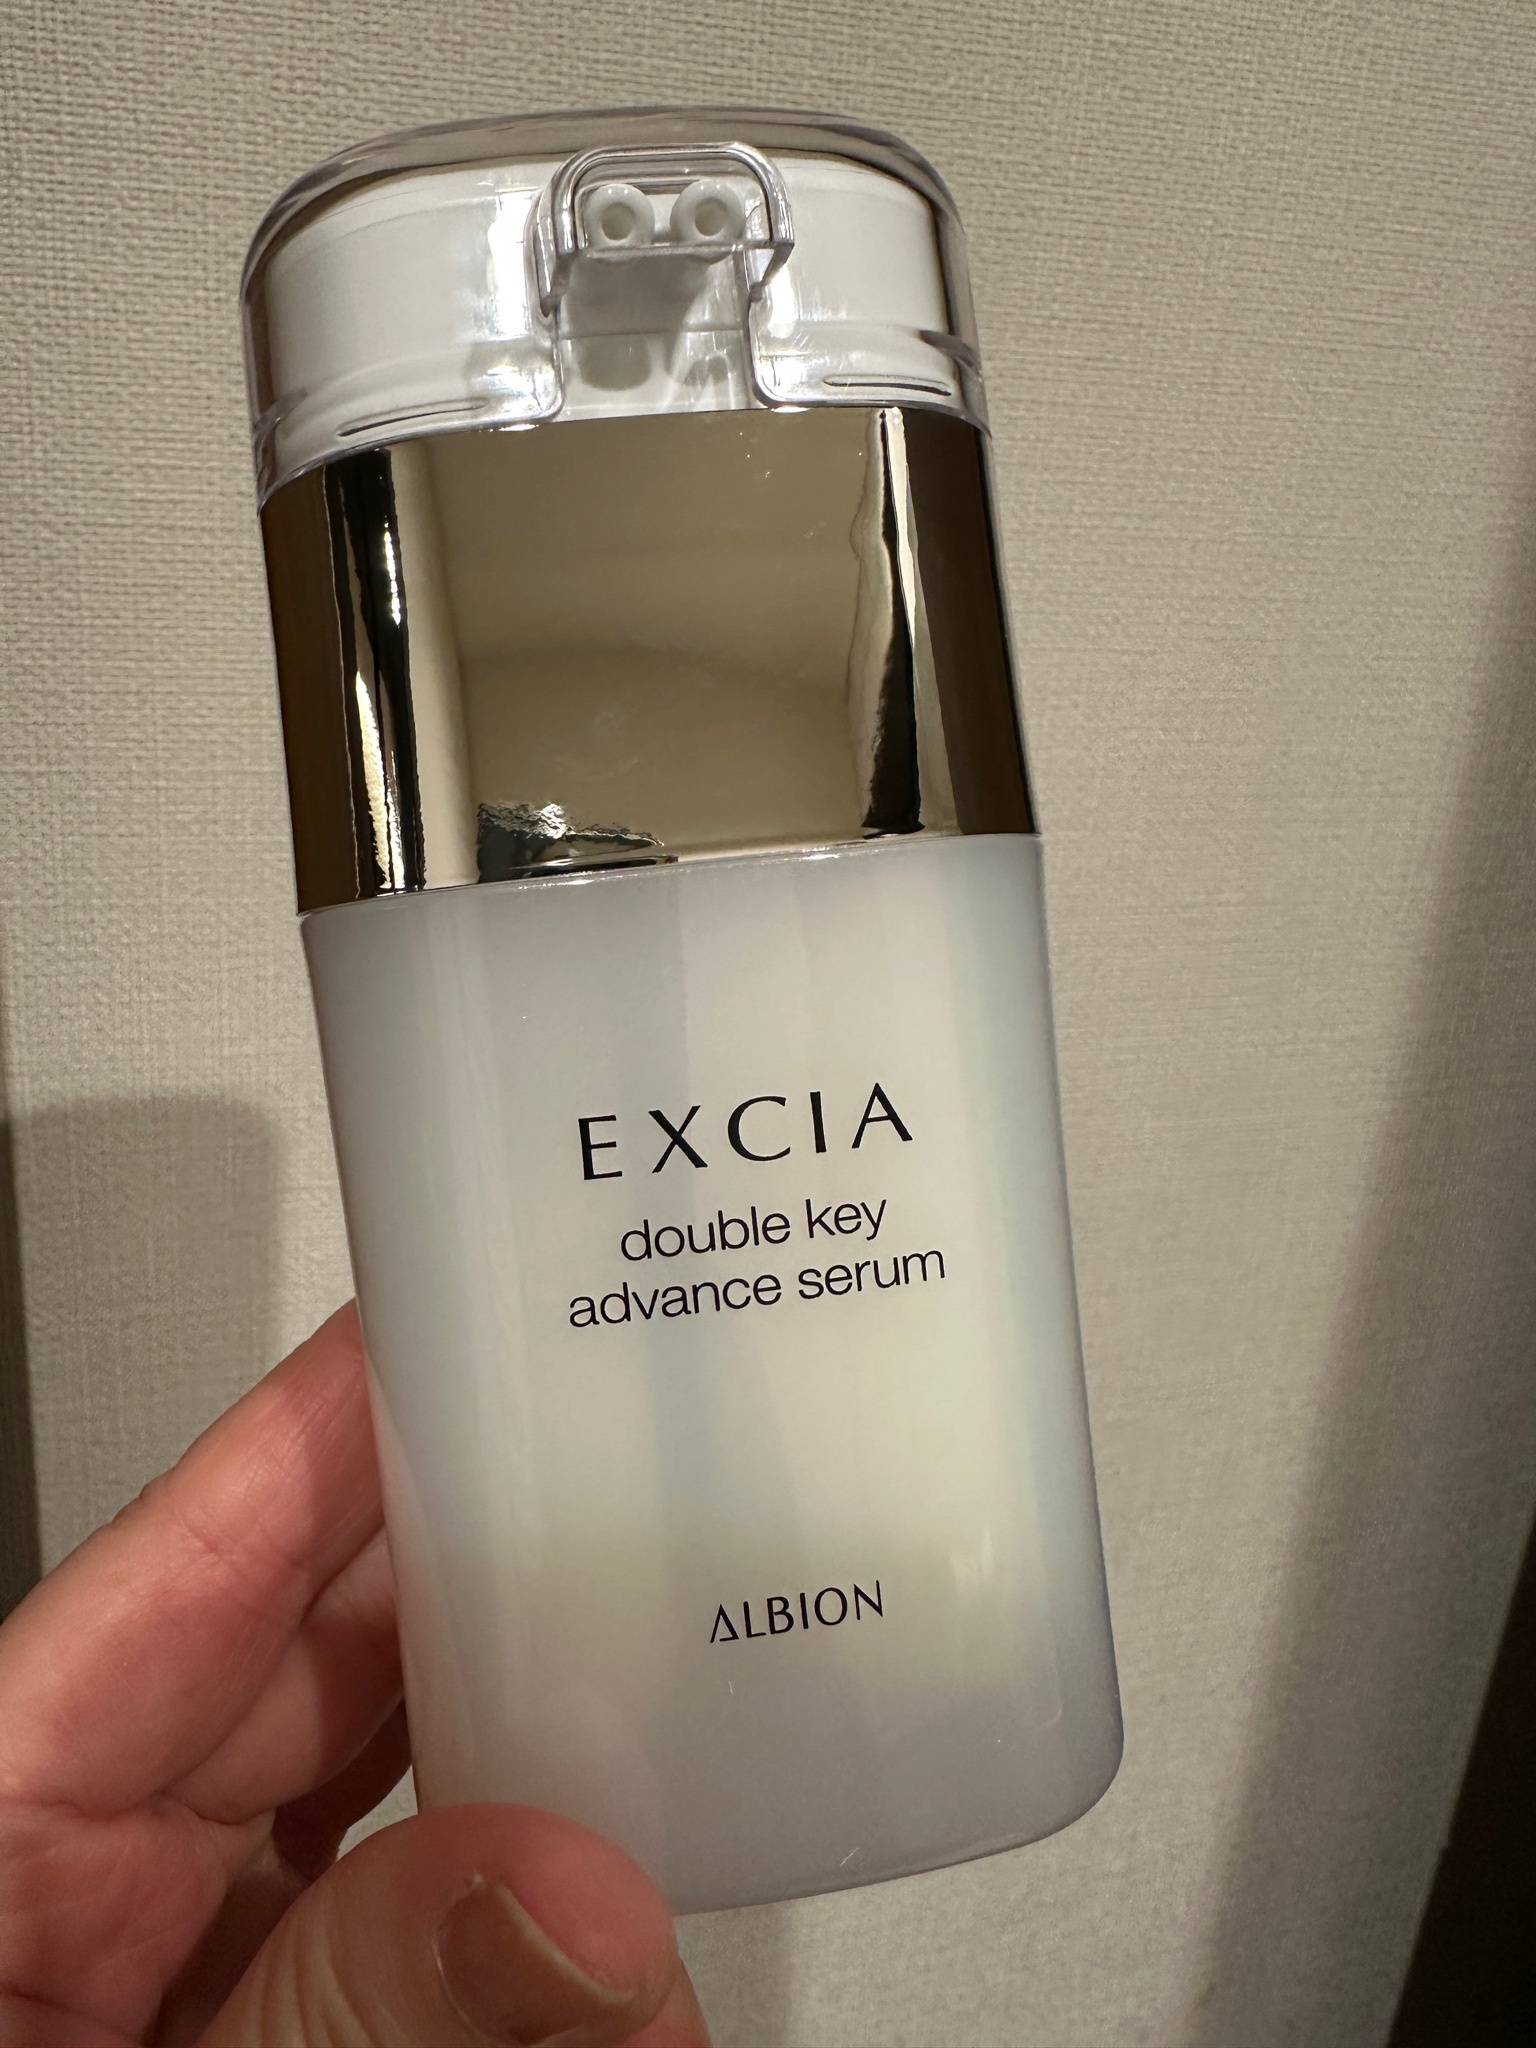 EXCIA
double key
advance serum
ALBION